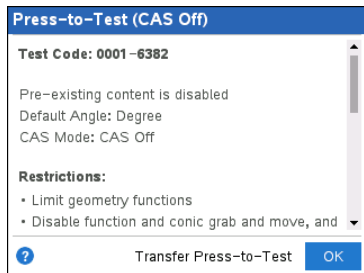 Press-to-Test (CAS Off)
Test Code: 0001-6382
Pre-existing content is disabled
Default Angle: Degree
CAS Mode: CAS Off
Restrictions:
• Limit geometry functions
• Disable function and conic grab and move, and
? Transfer Press-to-Test OK